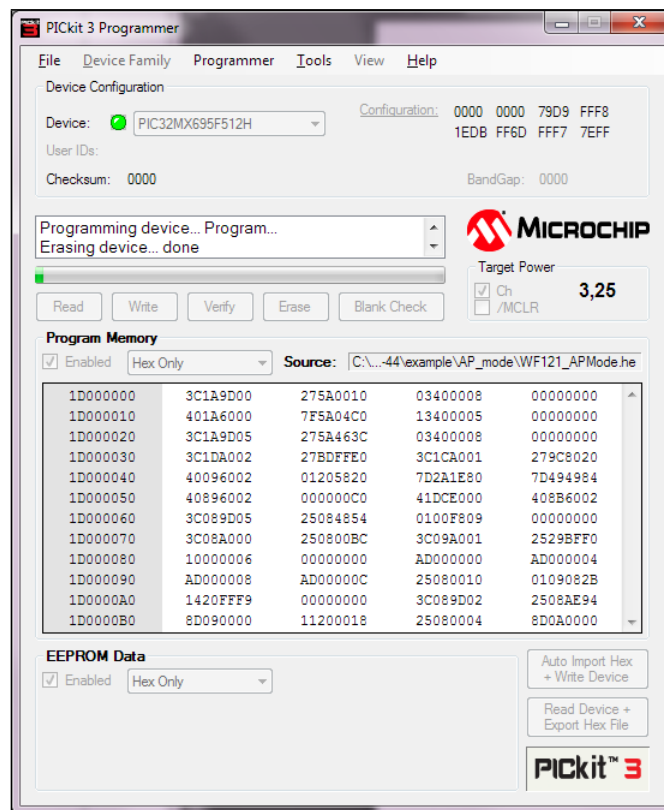 PICkit 3 Programmer
File Device Family Programmer Tools View Help
Device Configuration
Device: PIC32MX695F512H
Configuration: 0000 0000 79D9 FFF8
1EDB FF6D FFF7 7EFF
User IDs:
Checksum: 0000
BandGap: 0000
Programming device... Program...
Erasing device... done
MICROCHIP
Read Write Verify Erase Blank Check
Target Power
Ch
/MCLR
3,25
Program Memory
Enabled Hex Only Source: C:\...-44\example\AP_mode\WF121_APMode.he
1D000000 3C1A9D00 275A0010 03400008 00000000
1D000010 401A6000 7F5A04C0 13400005 00000000
1D000020 3C1A9D05 275A463C 03400008 00000000
1D000030 3C1DA002 27BDFFE0 3C1CA001 279C8020
1D000040 40096002 01205820 7D2A1E80 7D494984
1D000050 40896002 000000C0 41DCE000 408B6002
1D000060 3C089D05 25084854 0100F809 00000000
1D000070 3C08A000 250800BC 3C09A001 2529BFF0
1D000080 10000006 00000000 AD000000 AD000004
1D000090 AD000008 AD00000C 25080010 0109082B
1D0000A0 1420FFF9 00000000 3C089D02 2508AE94
1D0000B0 8D090000 11200018 25080004 8D0A0000
EEPROM Data
Enabled Hex Only
Auto Import Hex
+ Write Device
Read Device +
Export Hex File
PICkit™ 3